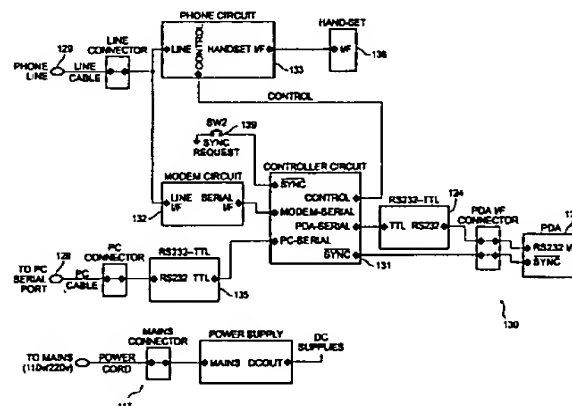 PHONE CIRCUIT
HAND-SET
129
LINE
CONNECTOR
PHONE
LINE
LINE
CABLE
LINE
CONTROL
HANDSET I/F
133
I/F
136
CONTROL
SW2
139
SYNC
REQUEST
CONTROLLER CIRCUIT
MODEM CIRCUIT
SYNC
CONTROL
RS232-TTL
124
PDA I/F
CONNECTOR
LINE
I/F
SERIAL
I/F
132
MODEM-SERIAL
PDA-SERIAL
TTL RS232
PDA
128
PC
CONNECTOR
RS232-TTL
PC-SERIAL
SYNC
131
RS232
SYNC
TO PC
SERIAL
PORT
PC
CABLE
RS232 TTL
135
130
MAINS
CONNECTOR
POWER SUPPLY
DC
SUPPLIES
TO MAINS
(110v/220v)
POWER
CORD
MAINS DCOUT